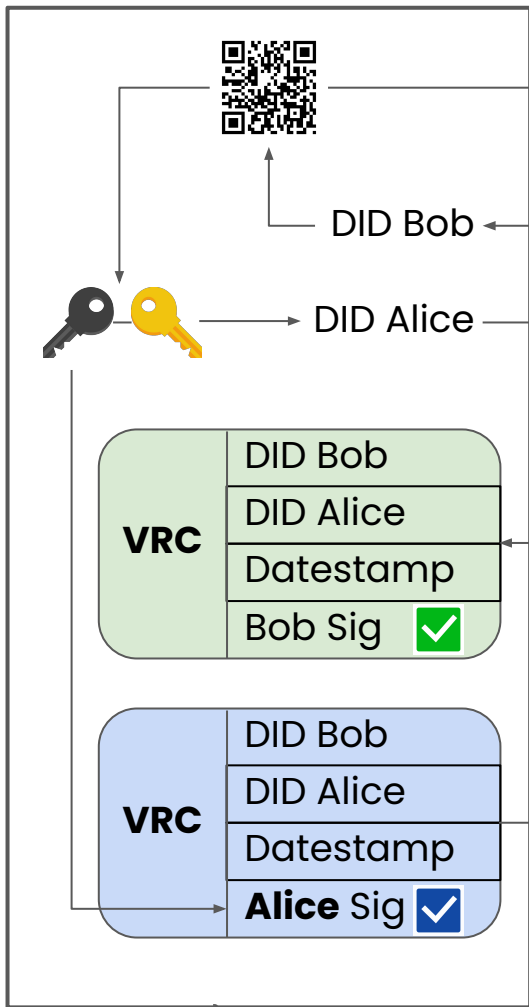 DID Bob
DID Alice
VRC
DID Bob
DID Alice
Datestamp
Bob Sig
VRC
DID Bob
DID Alice
Datestamp
Alice Sig